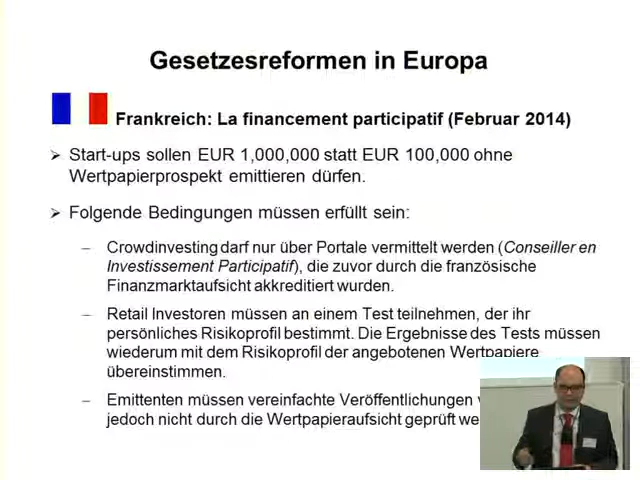 Gesetzesreformen in Europa
Frankreich: La financement participatif (Februar 2014)
➢ Start-ups sollen EUR 1,000,000 statt EUR 100,000 ohne
Wertpapierprospekt emittieren dürfen.
➢ Folgende Bedingungen müssen erfüllt sein:
– Crowdinvesting darf nur über Portale vermittelt werden (Conseiller en
Investissement Participatif), die zuvor durch die französische
Finanzmarktaufsicht akkreditiert wurden.
– Retail Investoren müssen an einem Test teilnehmen, der ihr
persönliches Risikoprofil bestimmt. Die Ergebnisse des Tests müssen
wiederum mit dem Risikoprofil der angebotenen Wertpapiere
übereinstimmen.
– Emittenten müssen vereinfachte Veröffentlichungen
jedoch nicht durch die Wertpapieraufsicht geprüft